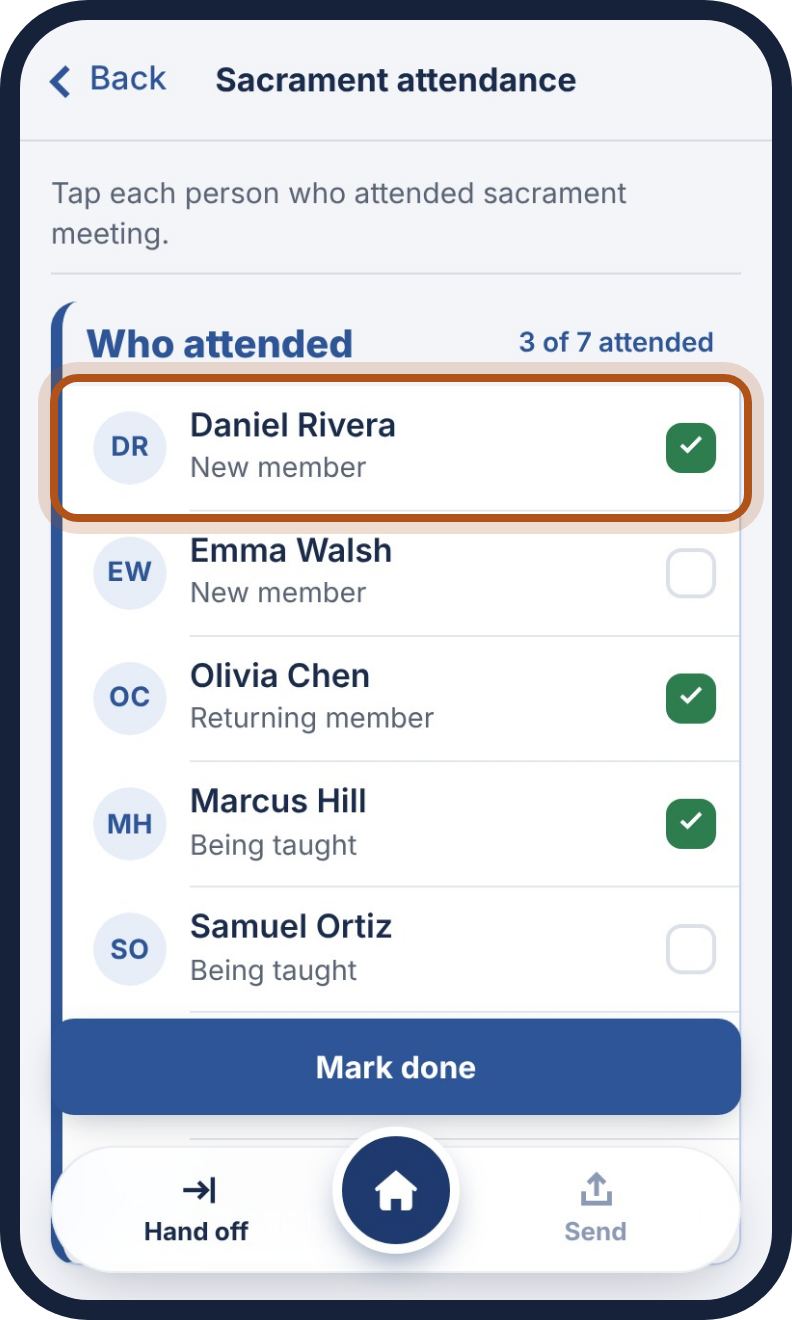 Back
Sacrament attendance
Tap each person who attended sacrament
meeting.
Who attended
3 of 7 attended
DR
Daniel Rivera
New member
EW
Emma Walsh
New member
OC
Olivia Chen
Returning member
MH
Marcus Hill
Being taught
SO
Samuel Ortiz
Being taught
Mark done
Hand off
Send